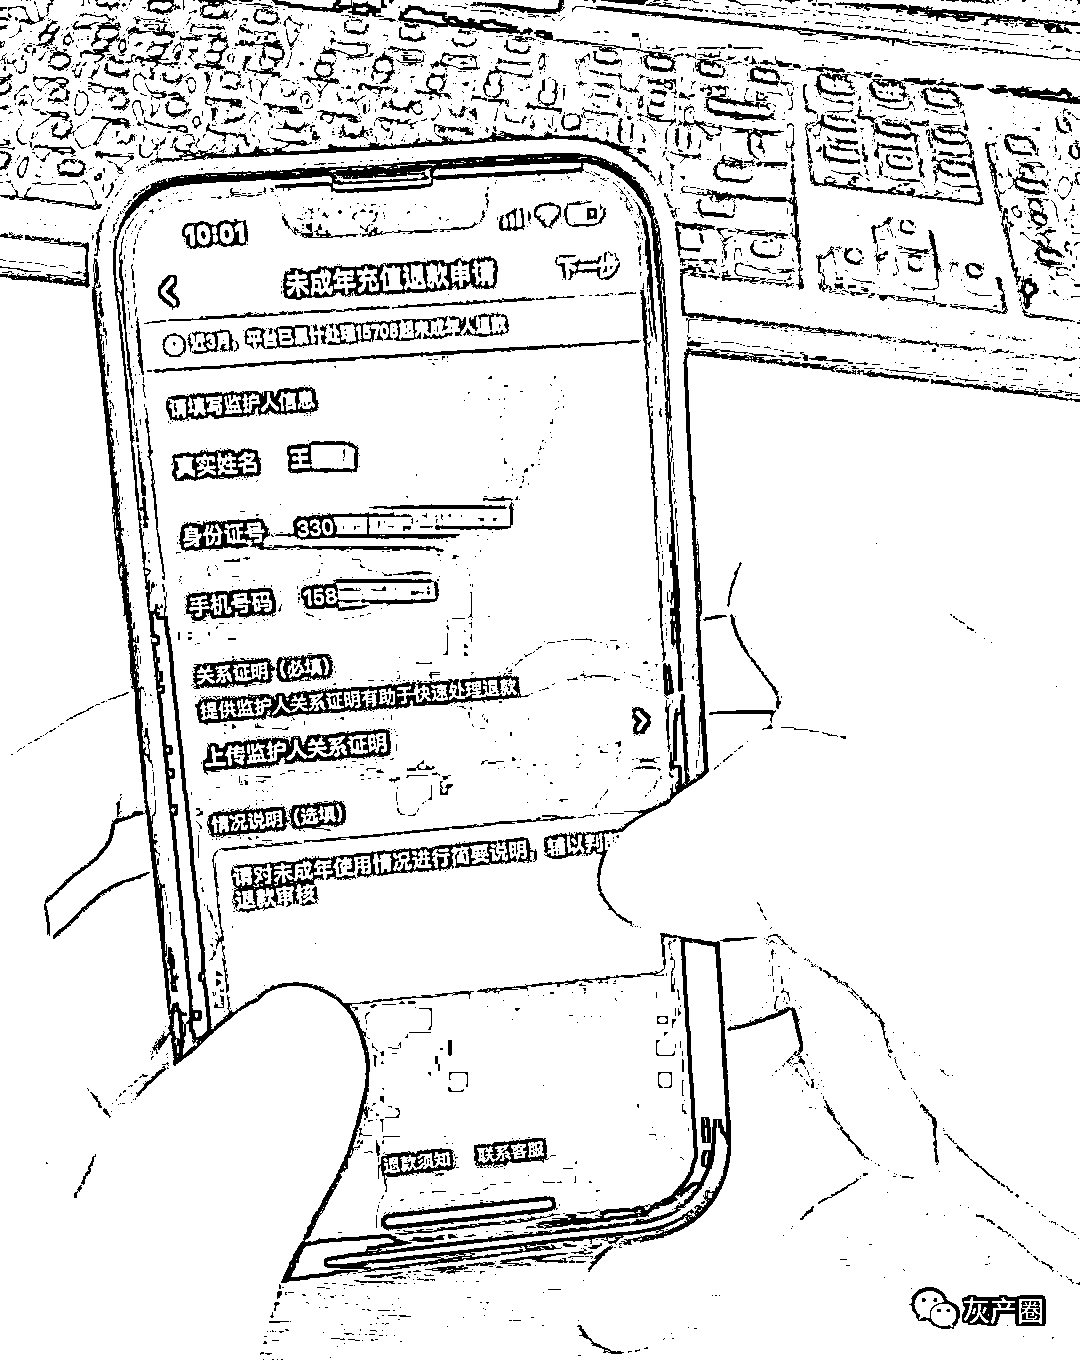 10:01
未成年充值退款申请
下一步
近3月，平台已累计处理15708起未成年人退款
请填写监护人信息
真实姓名 王
身份证号 330
手机号码 158
关系证明（必填）
提供监护人关系证明有助于快速处理退款
上传监护人关系证明
情况说明（选填）
请对未成年使用情况进行简要说明，辅以判
退款审核
退款须知 联系客服
灰产圈